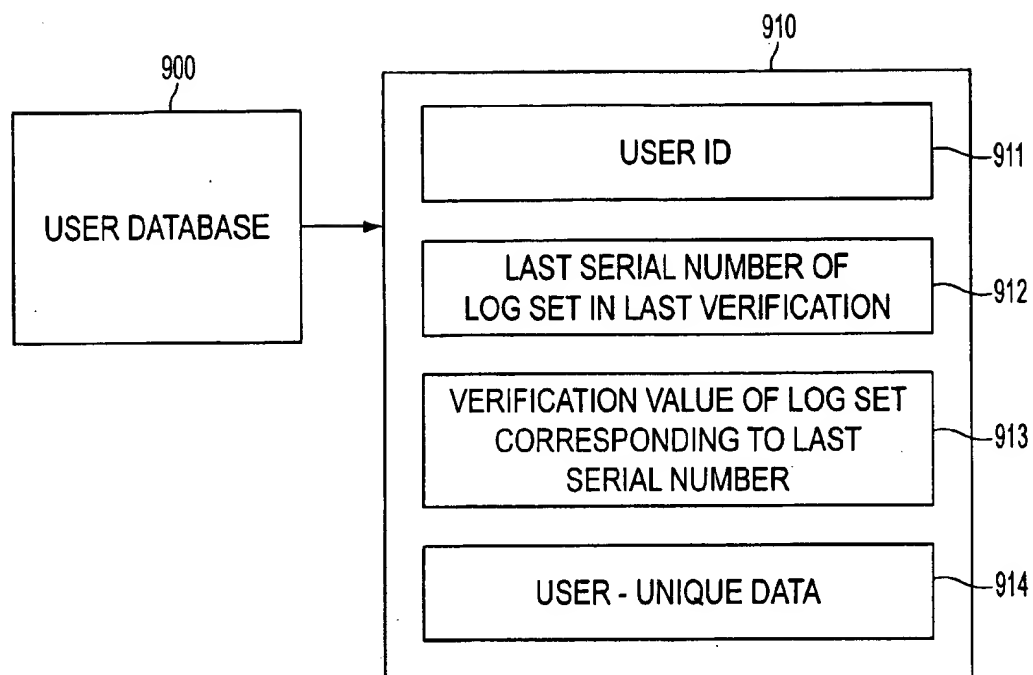 910
900
USER DATABASE
USER ID
911
LAST SERIAL NUMBER OF
LOG SET IN LAST VERIFICATION
912
VERIFICATION VALUE OF LOG SET
CORRESPONDING TO LAST
SERIAL NUMBER
913
USER - UNIQUE DATA
914